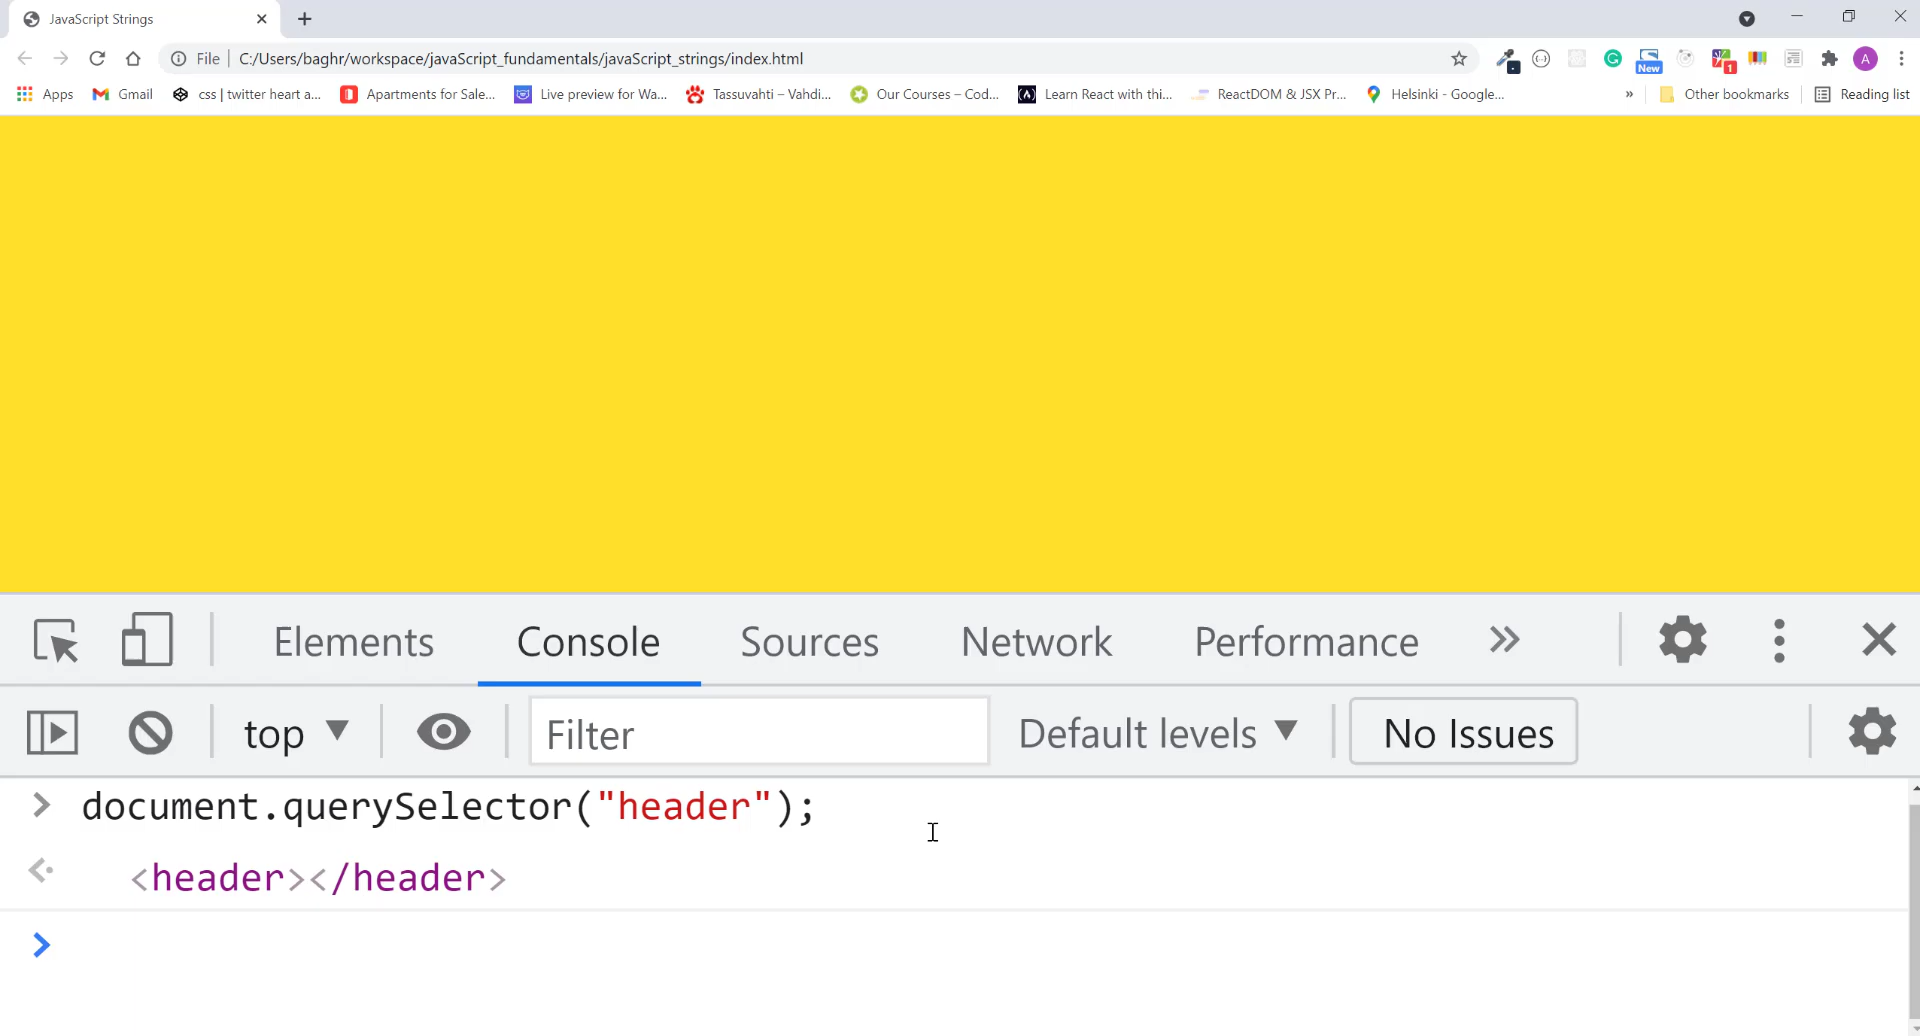 JavaScript Strings
File C:/Users/baghr/workspace/javaScript_fundamentals/javaScript_strings/index.html
New
1
A
Apps Gmail css | twitter heart a... Apartments for Sale... Live preview for Wa... Tassuvahti – Vahdi... Our Courses – Cod... Learn React with thi... ReactDOM & JSX Pr... Helsinki - Google... » Other bookmarks Reading list
Elements Console Sources Network Performance »
top Filter Default levels No Issues
> document.querySelector("header");
<header></header>
>